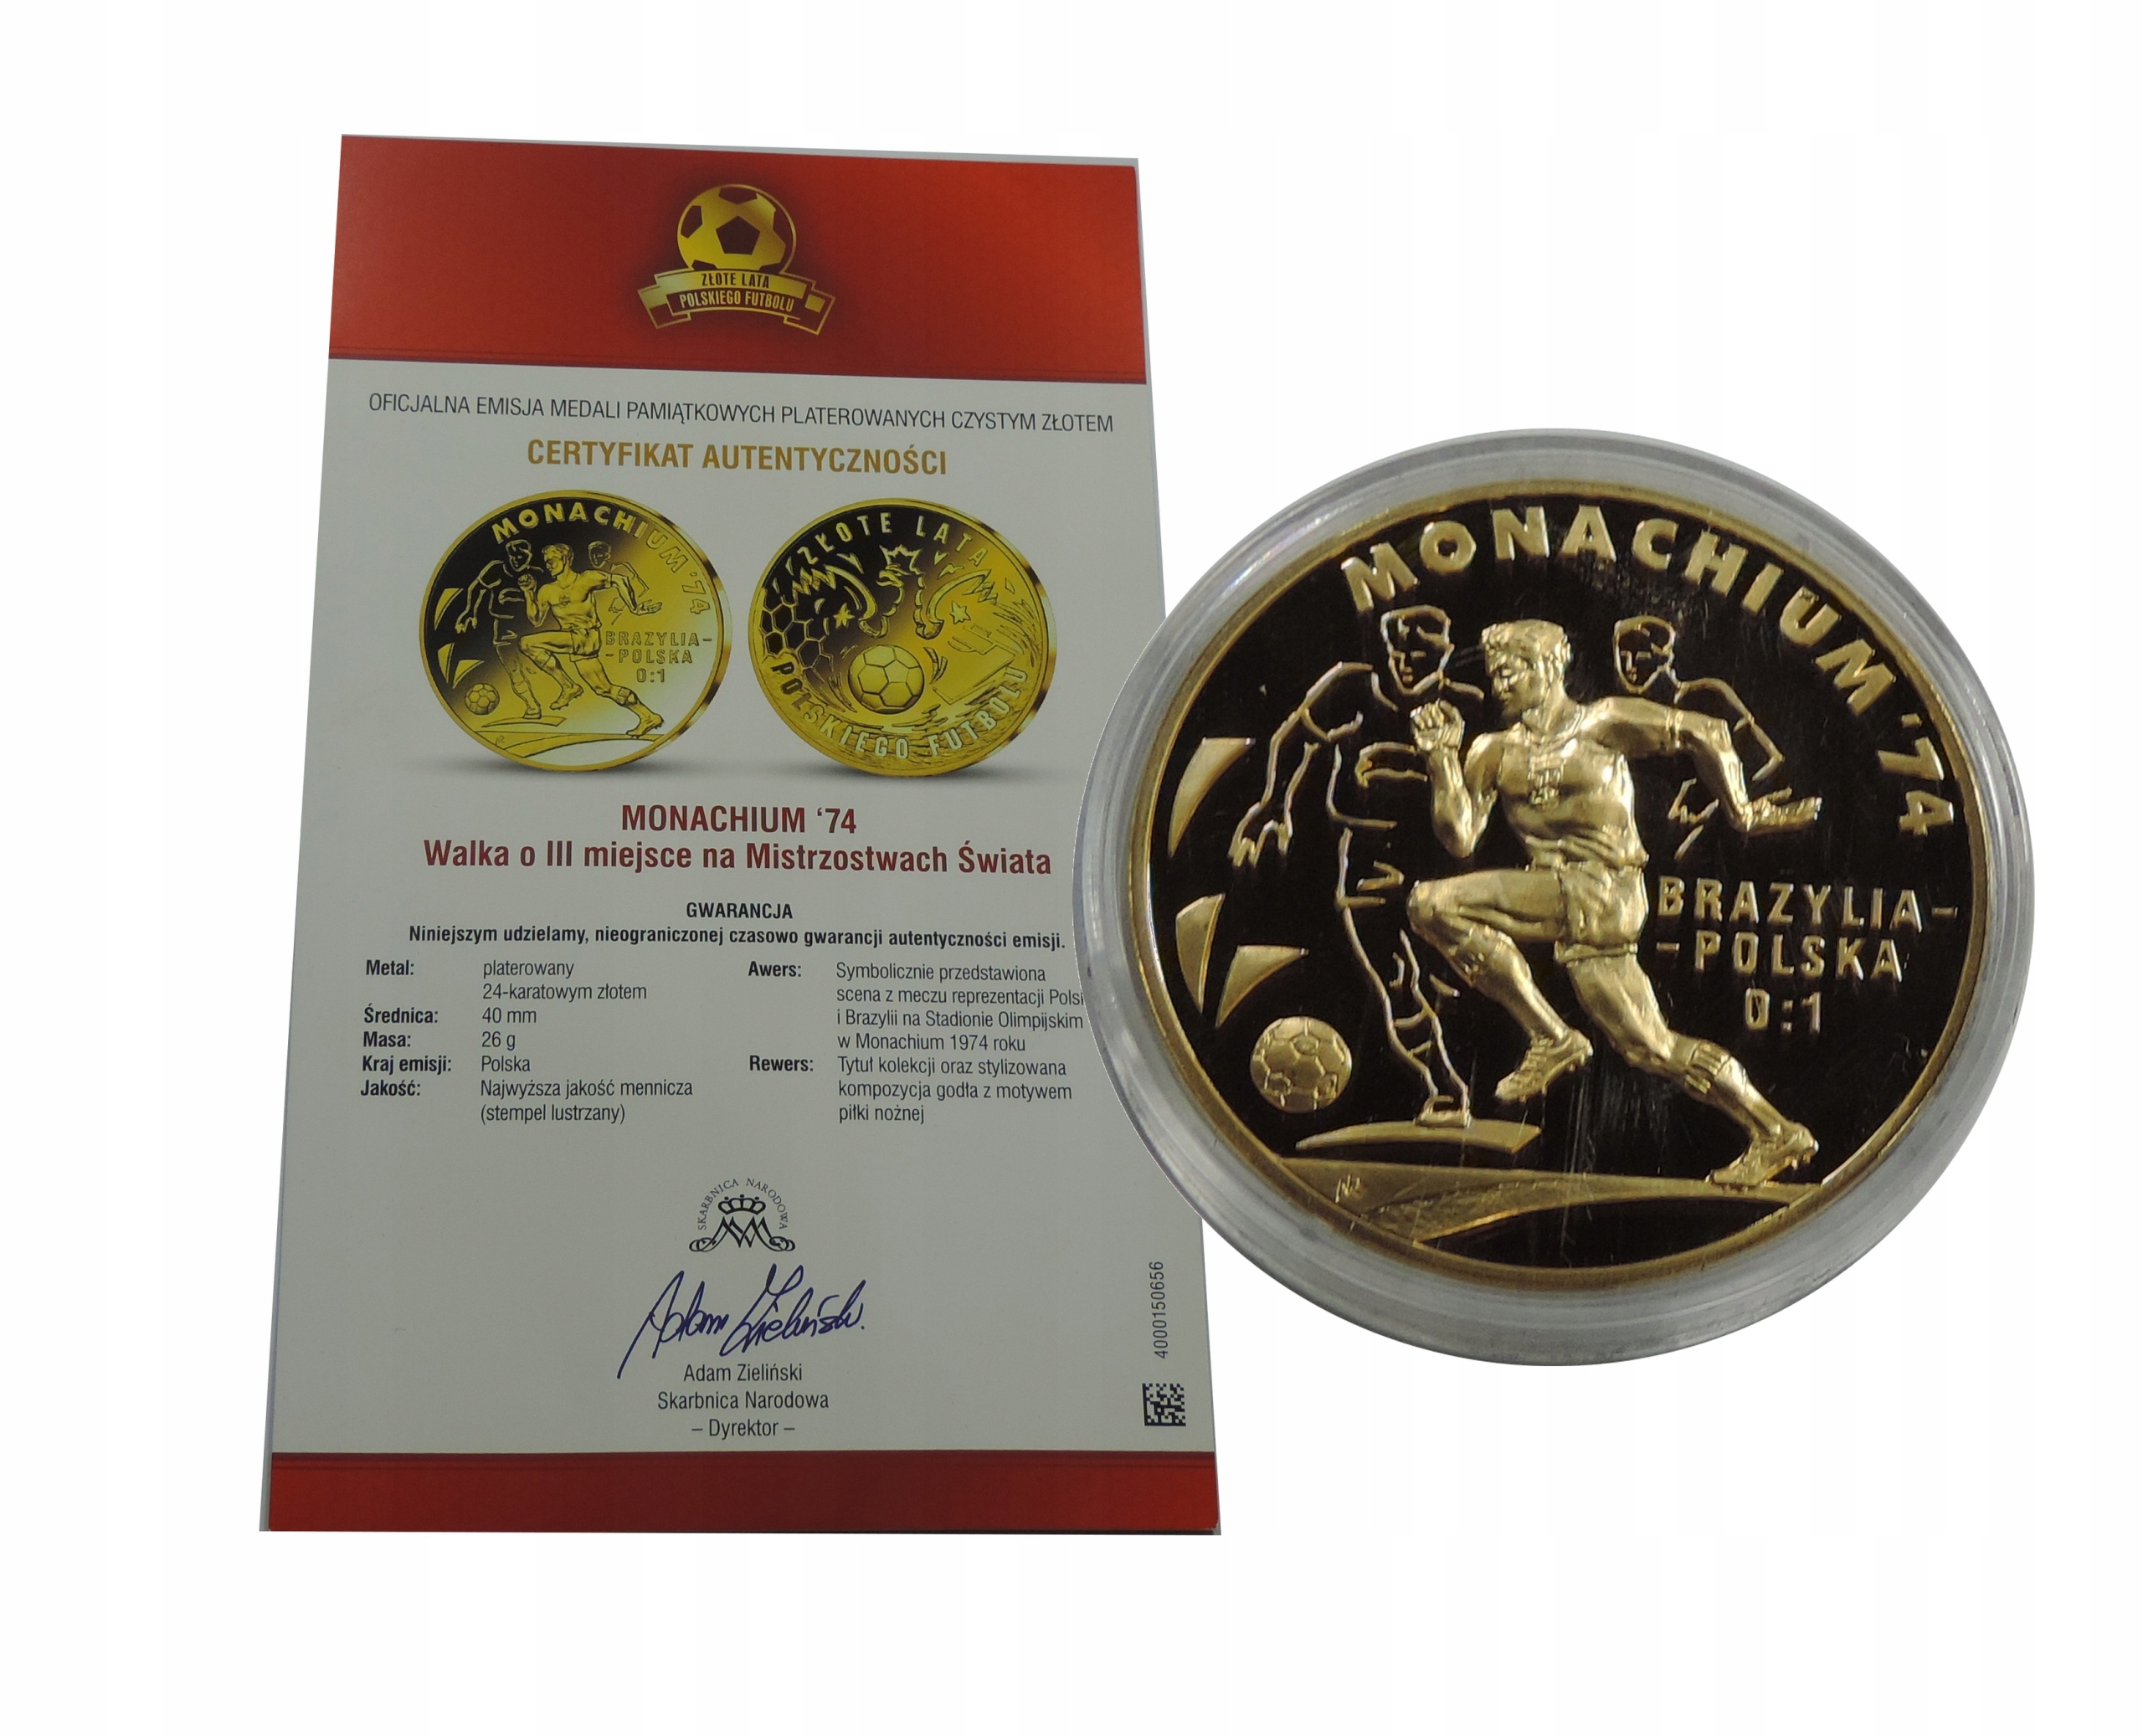 ZŁOTE LATA
POLSKIEGO FUTBOLU
OFICJALNA EMISJA MEDALI PAMIĄTKOWYCH PLATEROWANYCH CZYSTYM ZŁOTEM
CERTYFIKAT AUTENTYCZNOŚCI
MONACHIUM '74
BRAZYLIA-
-POLSKA
0:1
ZŁOTE LATA
POLSKIEGO FUTBOLU
MONACHIUM ‘74
Walka o III miejsce na Mistrzostwach Świata
GWARANCJA
Niniejszym udzielamy, nieograniczonej czasowo gwarancji autentyczności emisji.
Metal: platerowany
24-karatowym złotem
Średnica: 40 mm
Masa: 26 g
Kraj emisji: Polska
Jakość: Najwyższa jakość mennicza
(stempel lustrzany)
Awers: Symbolicznie przedstawiona
scena z meczu reprezentacji Polsk
i Brazylii na Stadionie Olimpijskim
w Monachium 1974 roku
Rewers: Tytuł kolekcji oraz stylizowana
kompozycja godła z motywem
piłki nożnej
SKARBNICA NARODOWA
Adam Zieliński
Adam Zieliński
Skarbnica Narodowa
– Dyrektor –
4000150656
MONACHIUM '74
BRAZYLIA-
-POLSKA
0:1